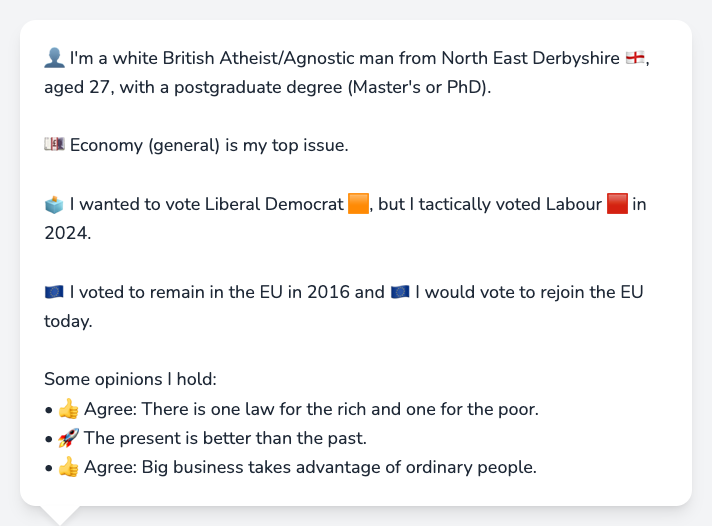 👤 I'm a white British Atheist/Agnostic man from North East Derbyshire 🏴󠁧󠁢󠁥󠁮󠁧󠁿,
aged 27, with a postgraduate degree (Master's or PhD).
💷 Economy (general) is my top issue.
🗳️ I wanted to vote Liberal Democrat 🟧, but I tactically voted Labour 🟥 in
2024.
🇪🇺 I voted to remain in the EU in 2016 and 🇪🇺 I would vote to rejoin the EU
today.
Some opinions I hold:
• 👍 Agree: There is one law for the rich and one for the poor.
• 🚀 The present is better than the past.
• 👍 Agree: Big business takes advantage of ordinary people.